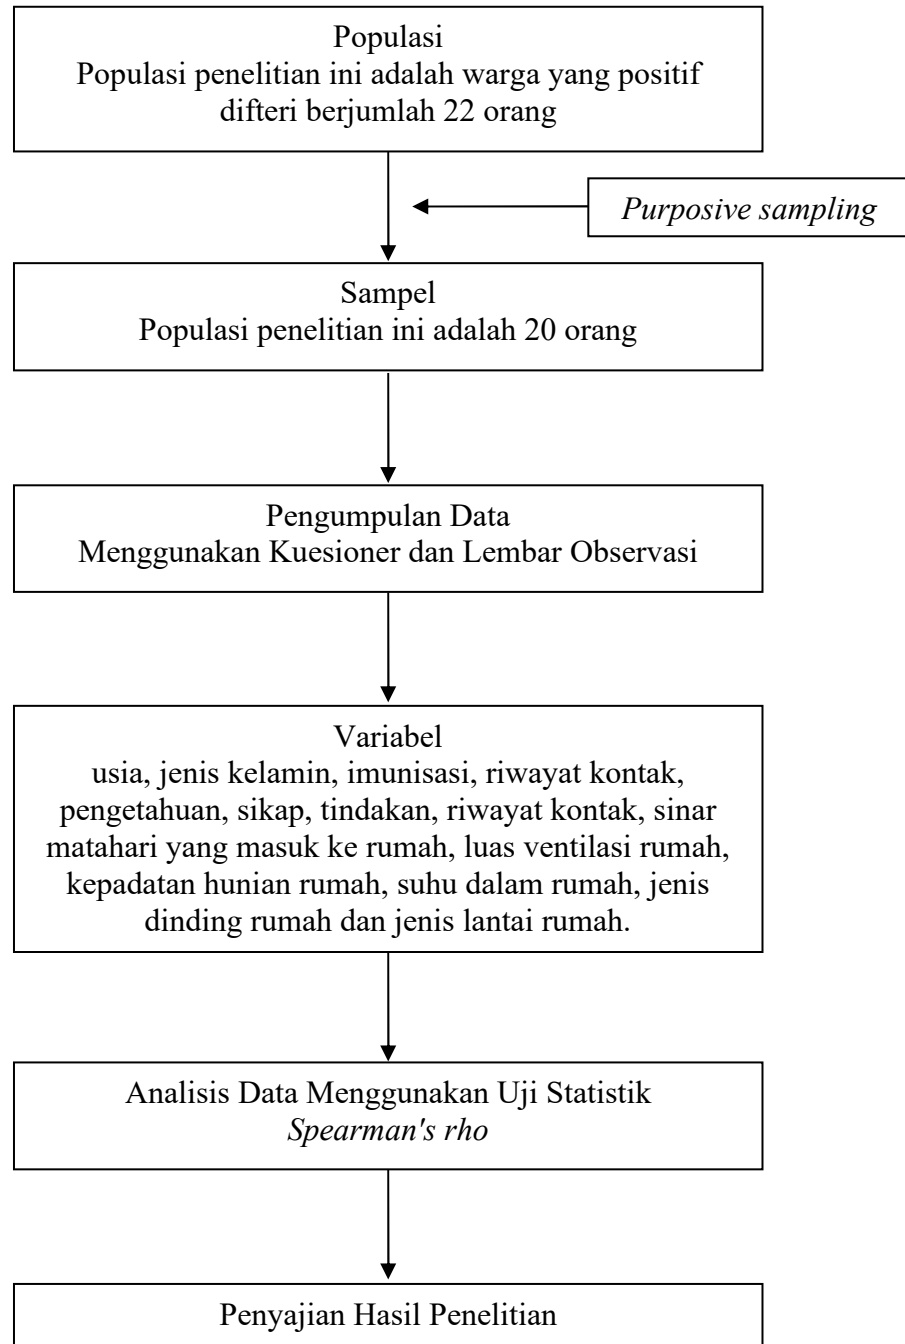 Populasi
Populasi penelitian ini adalah warga yang positif
difteri berjumlah 22 orang
Purposive sampling
Sampel
Populasi penelitian ini adalah 20 orang
Pengumpulan Data
Menggunakan Kuesioner dan Lembar Observasi
Variabel
usia, jenis kelamin, imunisasi, riwayat kontak,
pengetahuan, sikap, tindakan, riwayat kontak, sinar
matahari yang masuk ke rumah, luas ventilasi rumah,
kepadatan hunian rumah, suhu dalam rumah, jenis
dinding rumah dan jenis lantai rumah.
Analisis Data Menggunakan Uji Statistik
Spearman's rho
Penyajian Hasil Penelitian